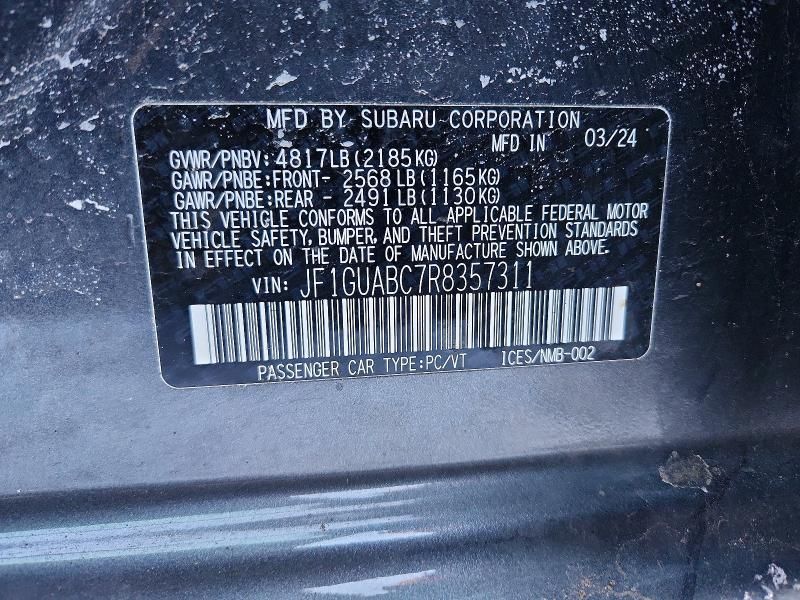 MFD BY SUBARU CORPORATION
MFD IN 03/24
GVWR/PNBV: 4817LB (2185KG)
GAWR/PNBE:FRONT- 2568 LB (1165KG)
GAWR/PNBE:REAR - 2491 LB (1130KG)
THIS VEHICLE CONFORMS TO ALL APPLICABLE FEDERAL MOTOR
VEHICLE SAFETY, BUMPER, AND THEFT PREVENTION STANDARDS
IN EFFECT ON THE DATE OF MANUFACTURE SHOWN ABOVE.
VIN: JF1GUABC7R8357311
PASSENGER CAR TYPE:PC/VT ICES/NMB-002